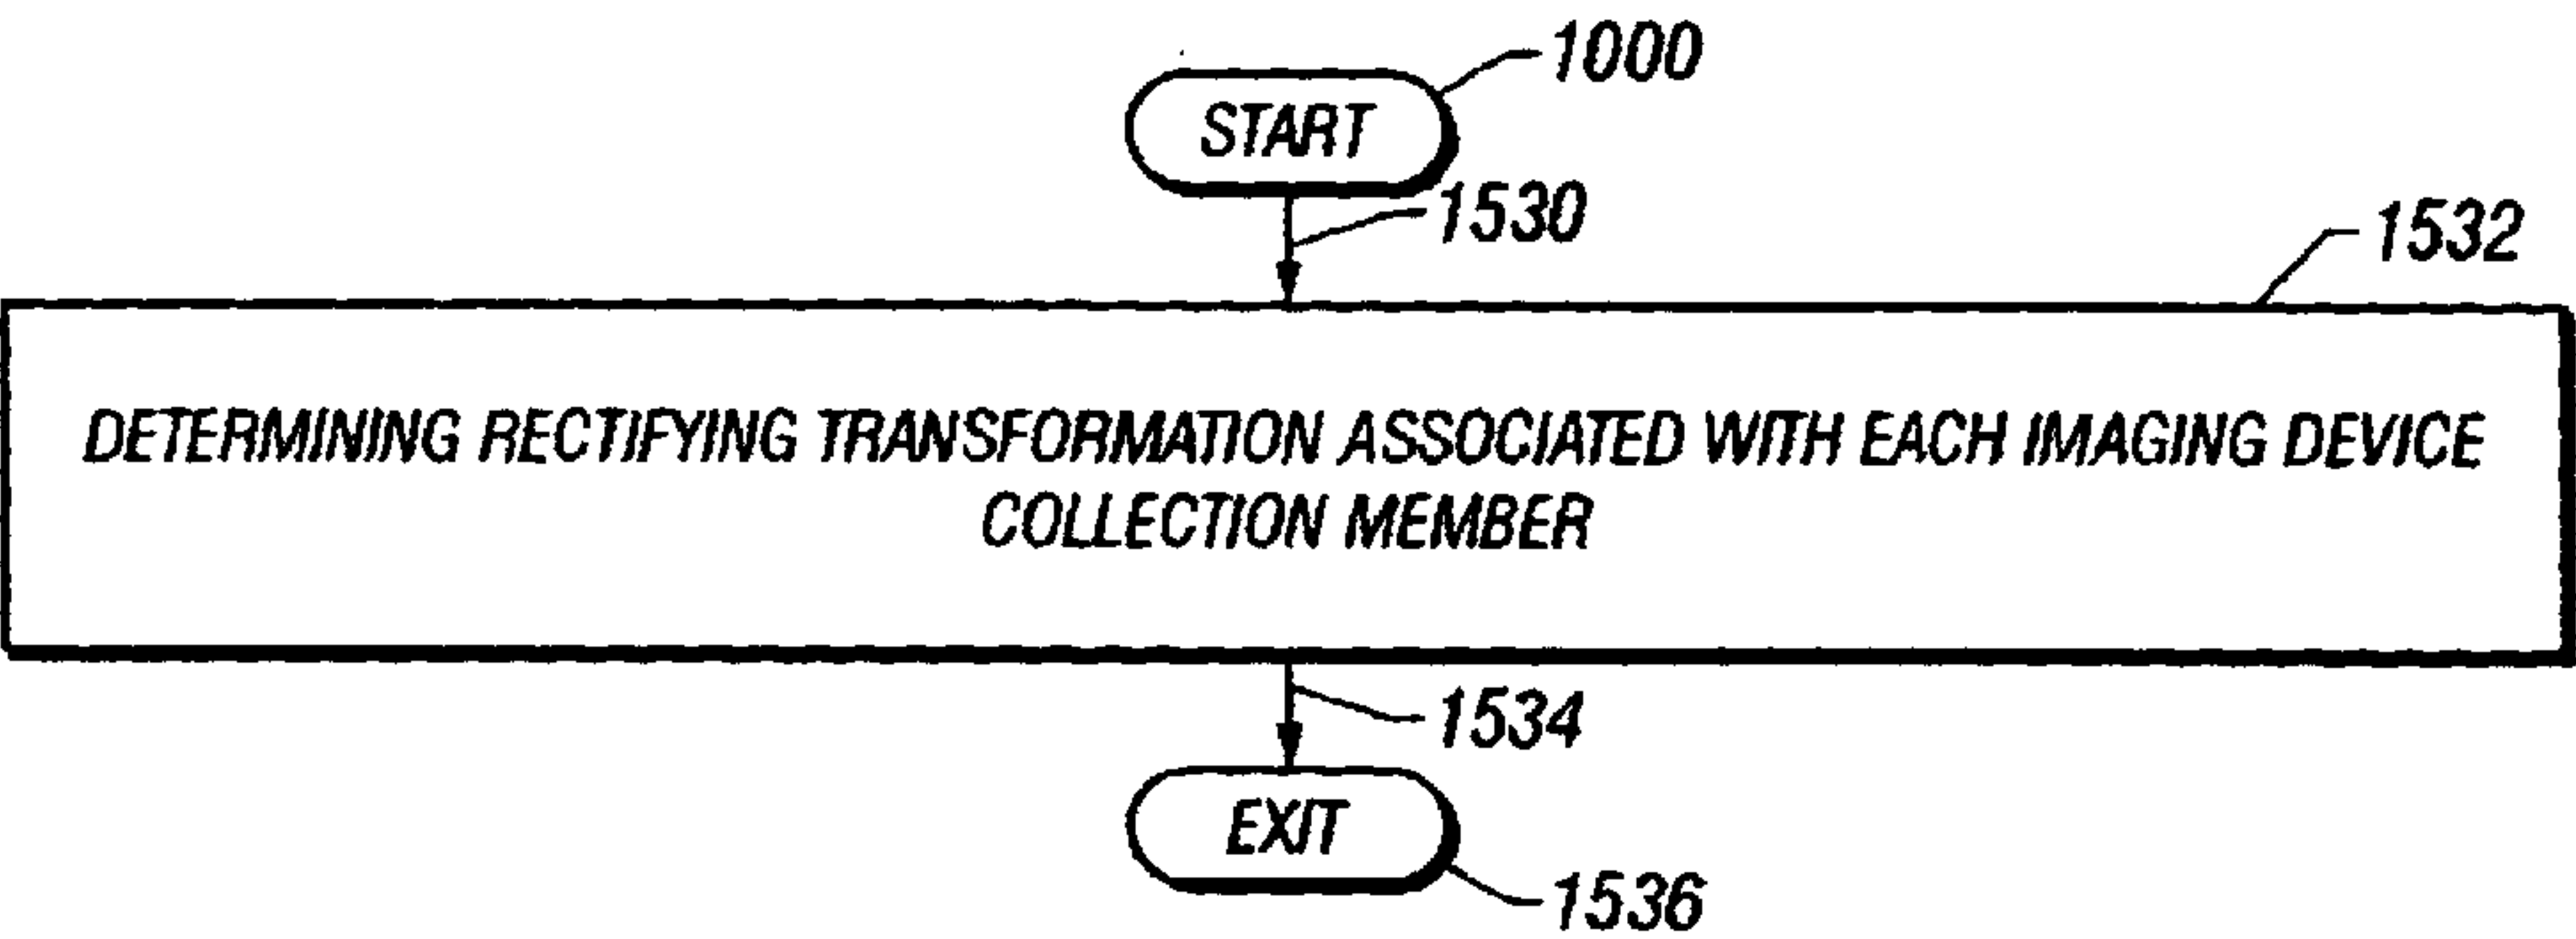 1000
START
1530
1532
DETERMINING RECTIFYING TRANSFORMATION ASSOCIATED WITH EACH IMAGING DEVICE
COLLECTION MEMBER
1534
EXIT
1536